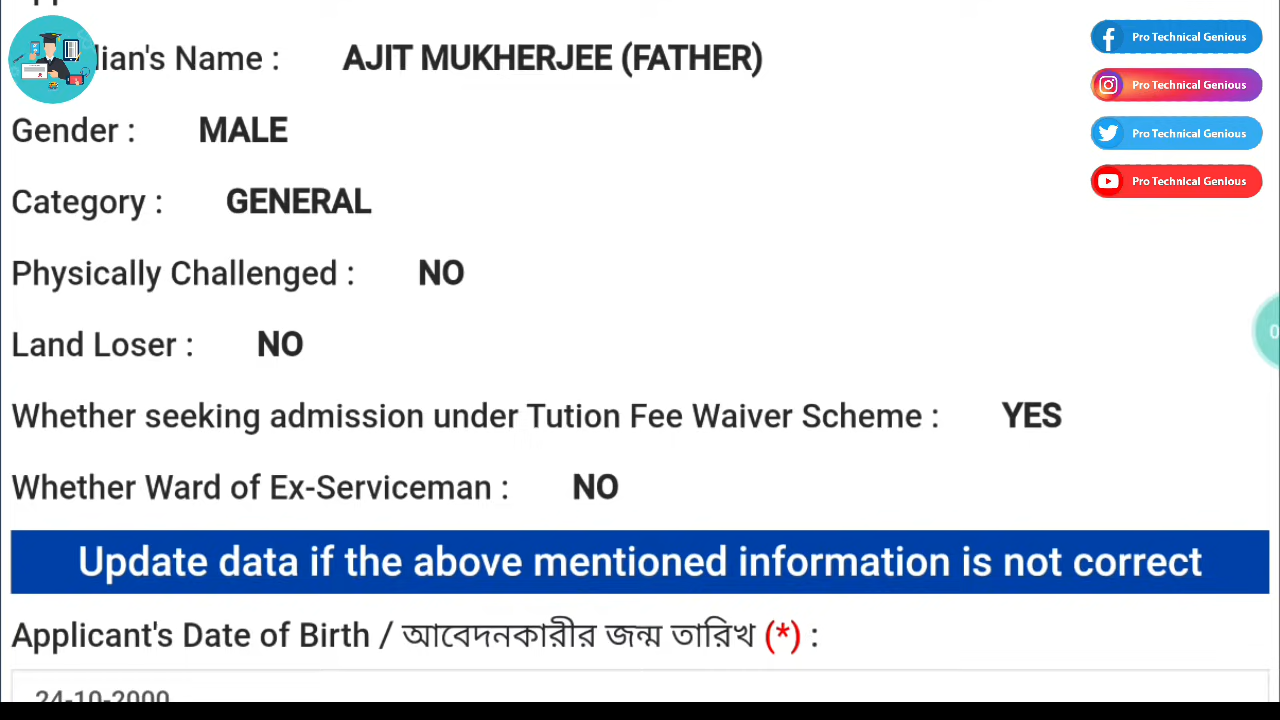 lian's Name : AJIT MUKHERJEE (FATHER)
Pro Technical Genious
Pro Technical Genious
Gender : MALE
Pro Technical Genious
Pro Technical Genious
Category : GENERAL
Physically Challenged : NO
Land Loser : NO
Whether seeking admission under Tution Fee Waiver Scheme : YES
Whether Ward of Ex-Serviceman : NO
Update data if the above mentioned information is not correct
Applicant's Date of Birth / আবেদনকারীর জন্ম তারিখ (*) :
24-10-2000